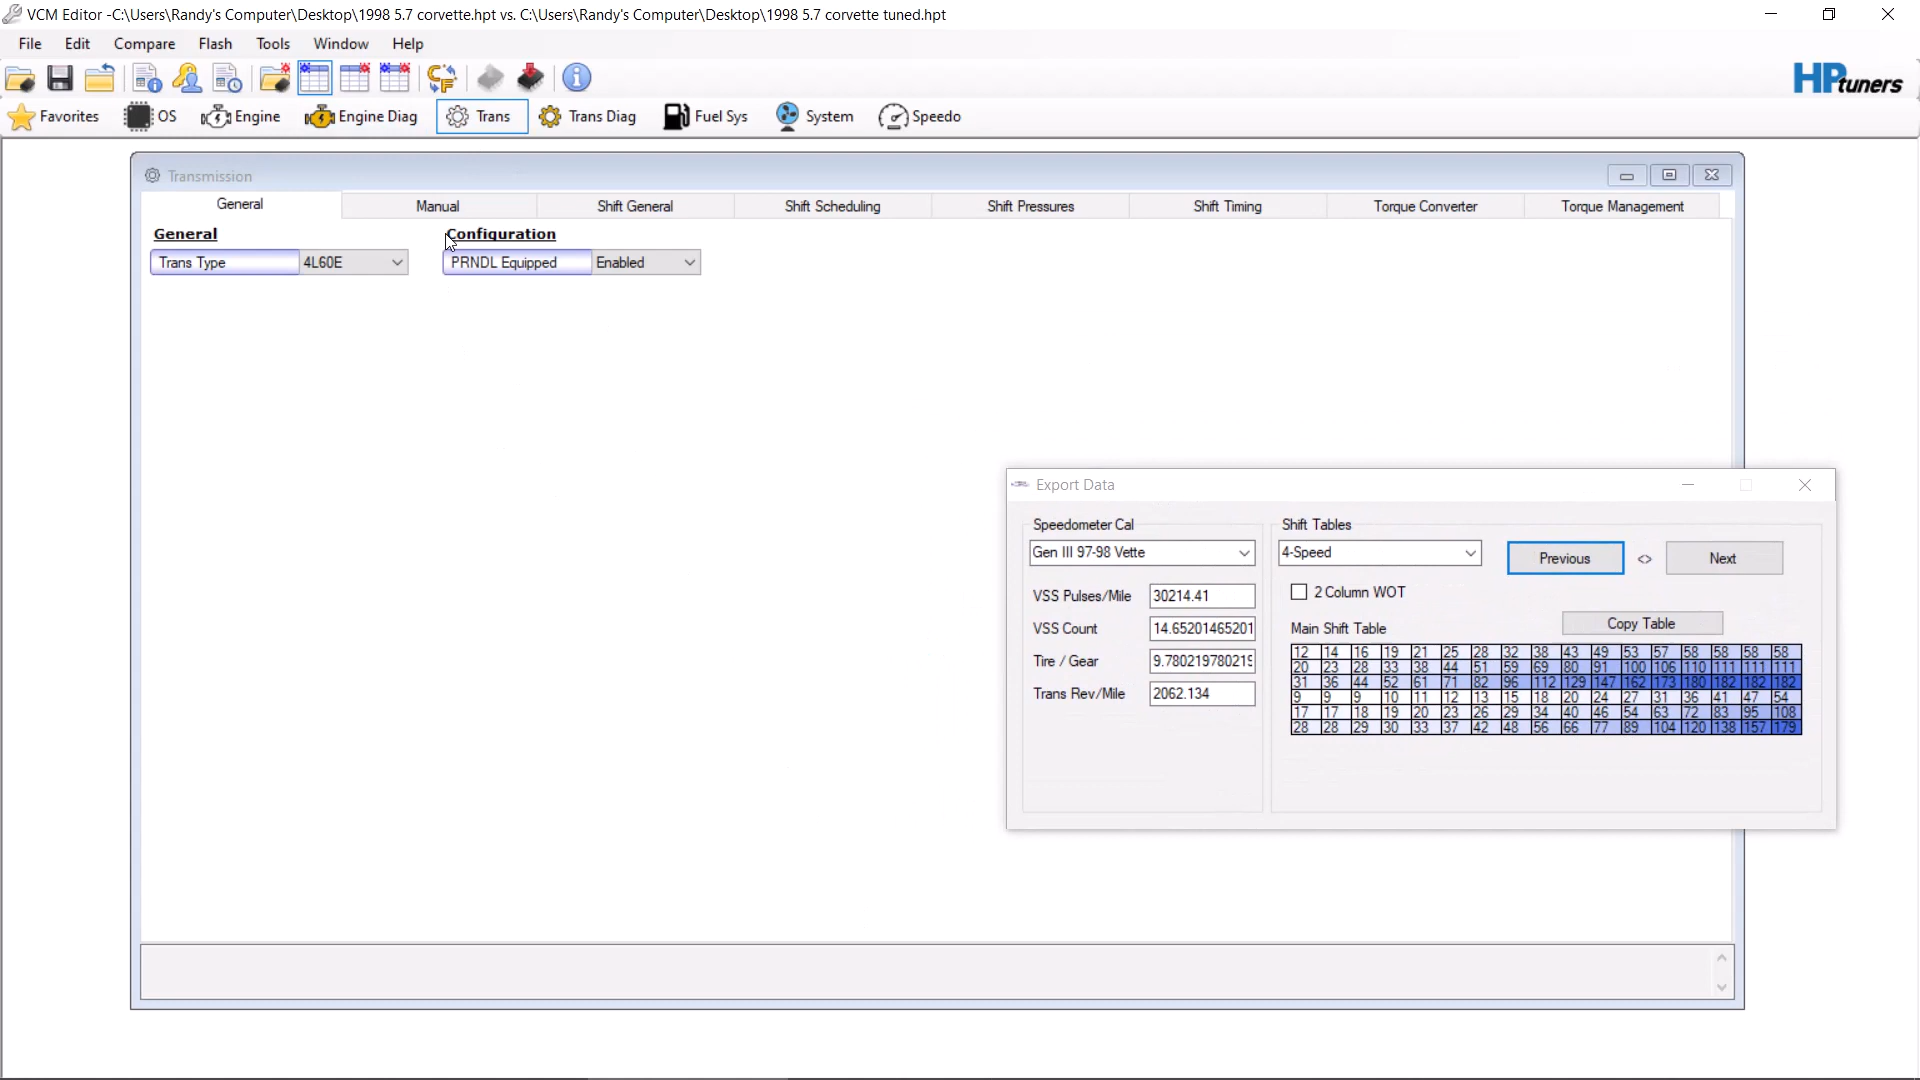 VCM Editor -C:\Users\Randy's Computer\Desktop\1998 5.7 corvette.hpt vs. C:\Users\Randy's Computer\Desktop\1998 5.7 corvette tuned.hpt
File Edit Compare Flash Tools Window Help
HPtuners
Favorites OS Engine Engine Diag Trans Trans Diag Fuel Sys System Speedo
Transmission
General Manual Shift General Shift Scheduling Shift Pressures Shift Timing Torque Converter Torque Management
General Configuration
Trans Type 4L60E PRNDL Equipped Enabled
Export Data
Speedometer Cal Shift Tables
Gen III 97-98 Vette 4-Speed Previous <> Next
VSS Pulses/Mile 30214.41 2 Column WOT
VSS Count 14.65201465201 Main Shift Table Copy Table
Tire / Gear 9.780219780219
Trans Rev/Mile 2062.134
12 14 16 19 21 25 28 32 38 43 49 53 57 58 58 58 58
20 23 28 33 38 44 51 59 69 80 91 100 106 110 111 111 111
31 36 44 52 61 71 82 96 112 129 147 162 173 180 182 182 182
9 9 9 10 11 12 13 15 18 20 24 27 31 36 41 47 54
17 17 18 19 20 23 26 29 34 40 46 54 63 72 83 95 108
28 28 29 30 33 37 42 48 56 66 77 89 104 120 138 157 179